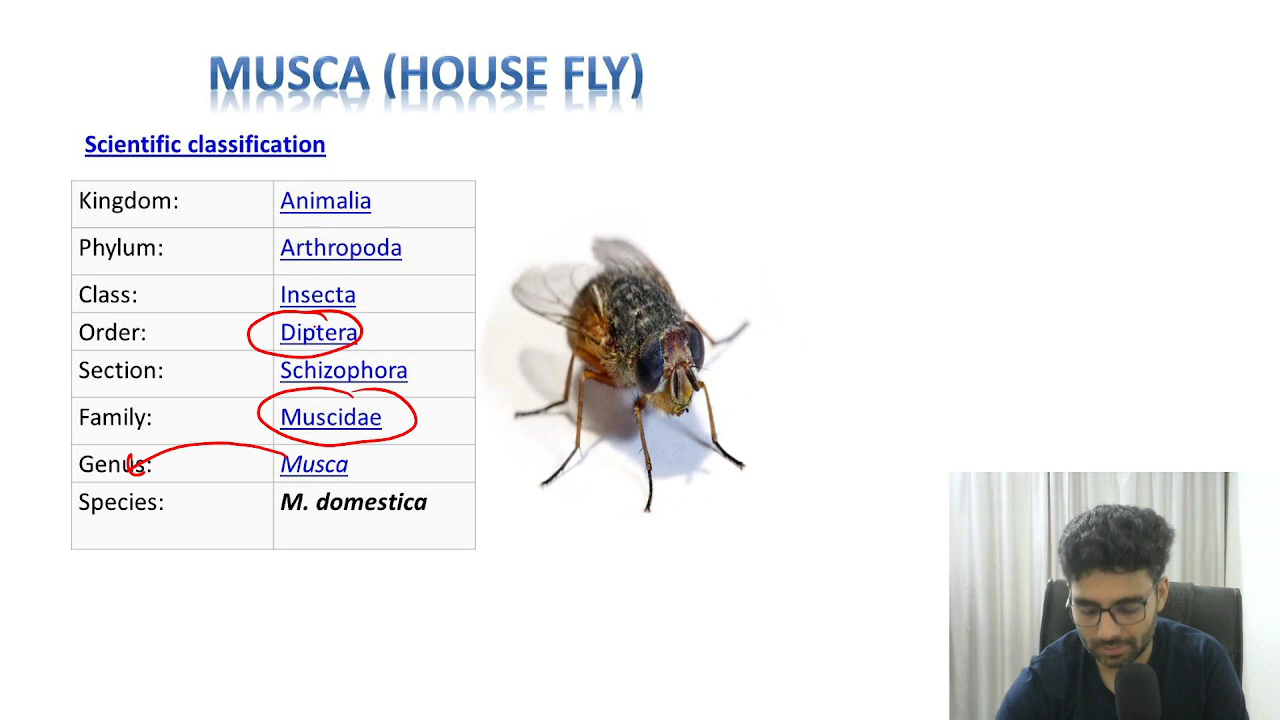 MUSCA (HOUSE FLY)
Scientific classification
Kingdom: Animalia
Phylum: Arthropoda
Class: Insecta
Order: Diptera
Section: Schizophora
Family: Muscidae
Genus: Musca
Species: M. domestica